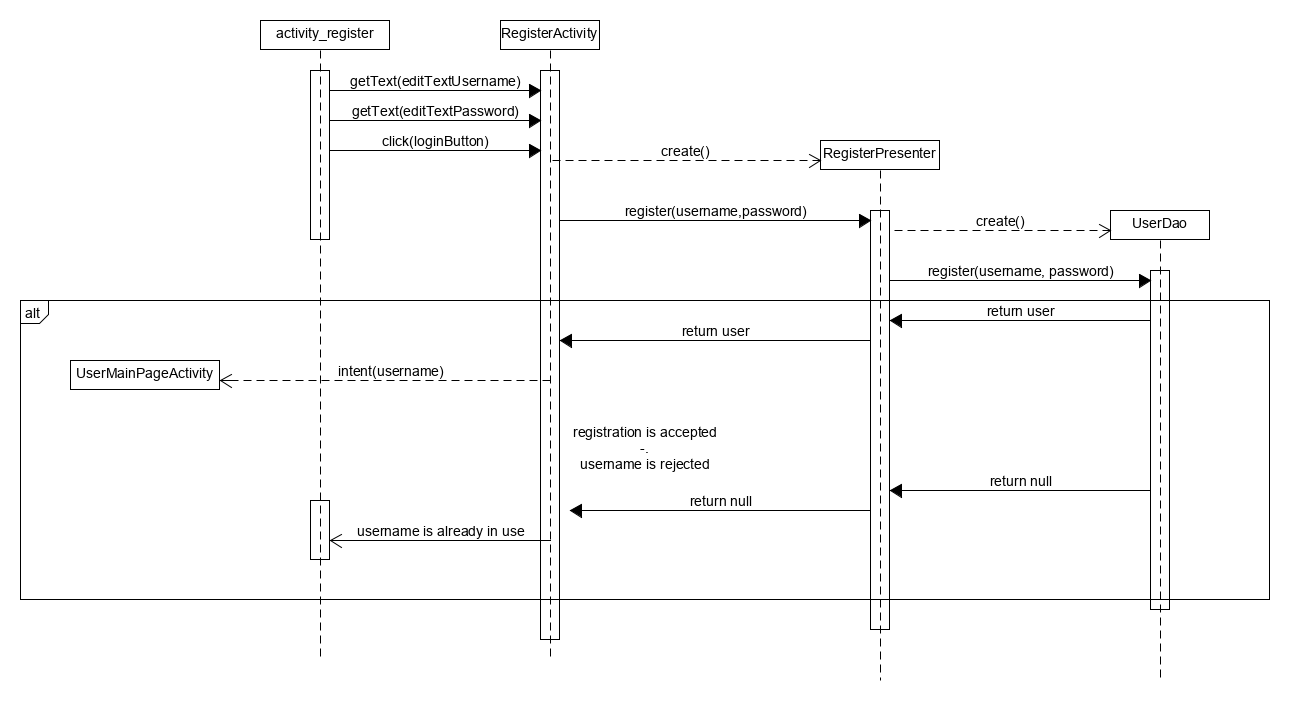 activity_register
RegisterActivity
getText(editTextUsername)
getText(editTextPassword)
click(loginButton)
create()
RegisterPresenter
register(username,password)
create()
UserDao
register(username, password)
alt
return user
return user
UserMainPageActivity
intent(username)
registration is accepted
-.
username is rejected
return null
return null
username is already in use